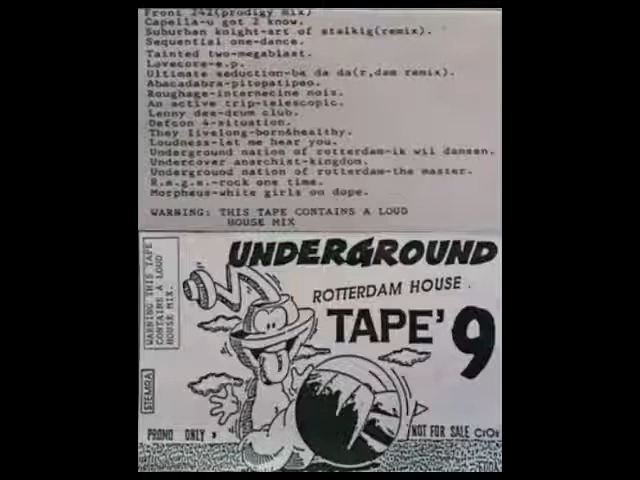 Front 242(prodigy mix)
Capella-u got 2 know.
Suburban knight-art of stalkig(remix).
Sequential one-dance.
Tainted two-megablast.
Lovecore-e.p.
Ultimate seduction-ba da da(r,dam remix).
Abacadabra-pitopatipeo.
Roughage-internecine nois.
An active trip-telescopic.
Lenny dee-drum club.
Defcon 4-situation.
They livelong-born&healthy.
Loudness-let me hear you.
Underground nation of rotterdam-ik wil dansen.
Undercover anarchist-kingdom.
Underground nation of rotterdam-the master.
R.a.g.e.-rock one time.
Morpheus-white girls on dope.
WARNING: THIS TAPE CONTAINS A LOUD
HOUSE MIX
UNDERGROUND
ROTTERDAM HOUSE.
TAPE' 9
WARNING THIS TAPE
CONTAINS A LOUD
HOUSE MIX.
STEMRA
PROMO ONLY
NOT FOR SALE